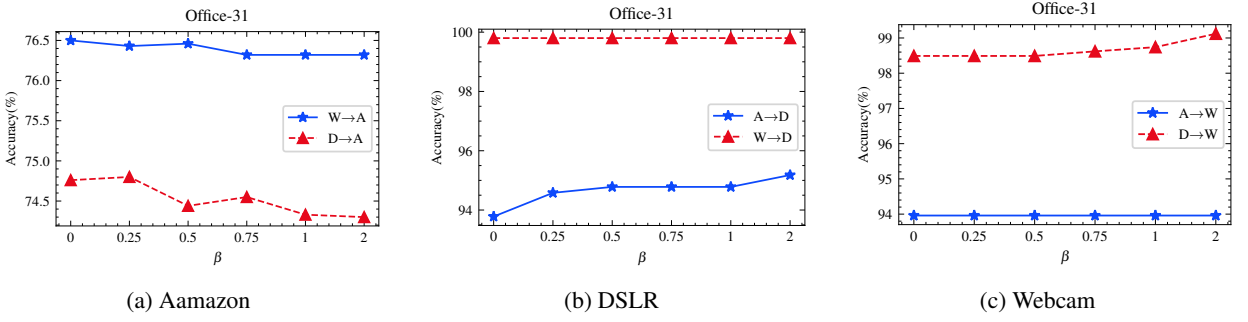 Office-31
Accuracy(%)
76.5
76.0
75.5
75.0
74.5
W→A
D→A
0 0.25 0.5 0.75 1 2
β
(a) Aamazon
Office-31
Accuracy(%)
100
98
96
94
A→D
W→D
0 0.25 0.5 0.75 1 2
β
(b) DSLR
Office-31
Accuracy(%)
99
98
97
96
95
94
A→W
D→W
0 0.25 0.5 0.75 1 2
β
(c) Webcam